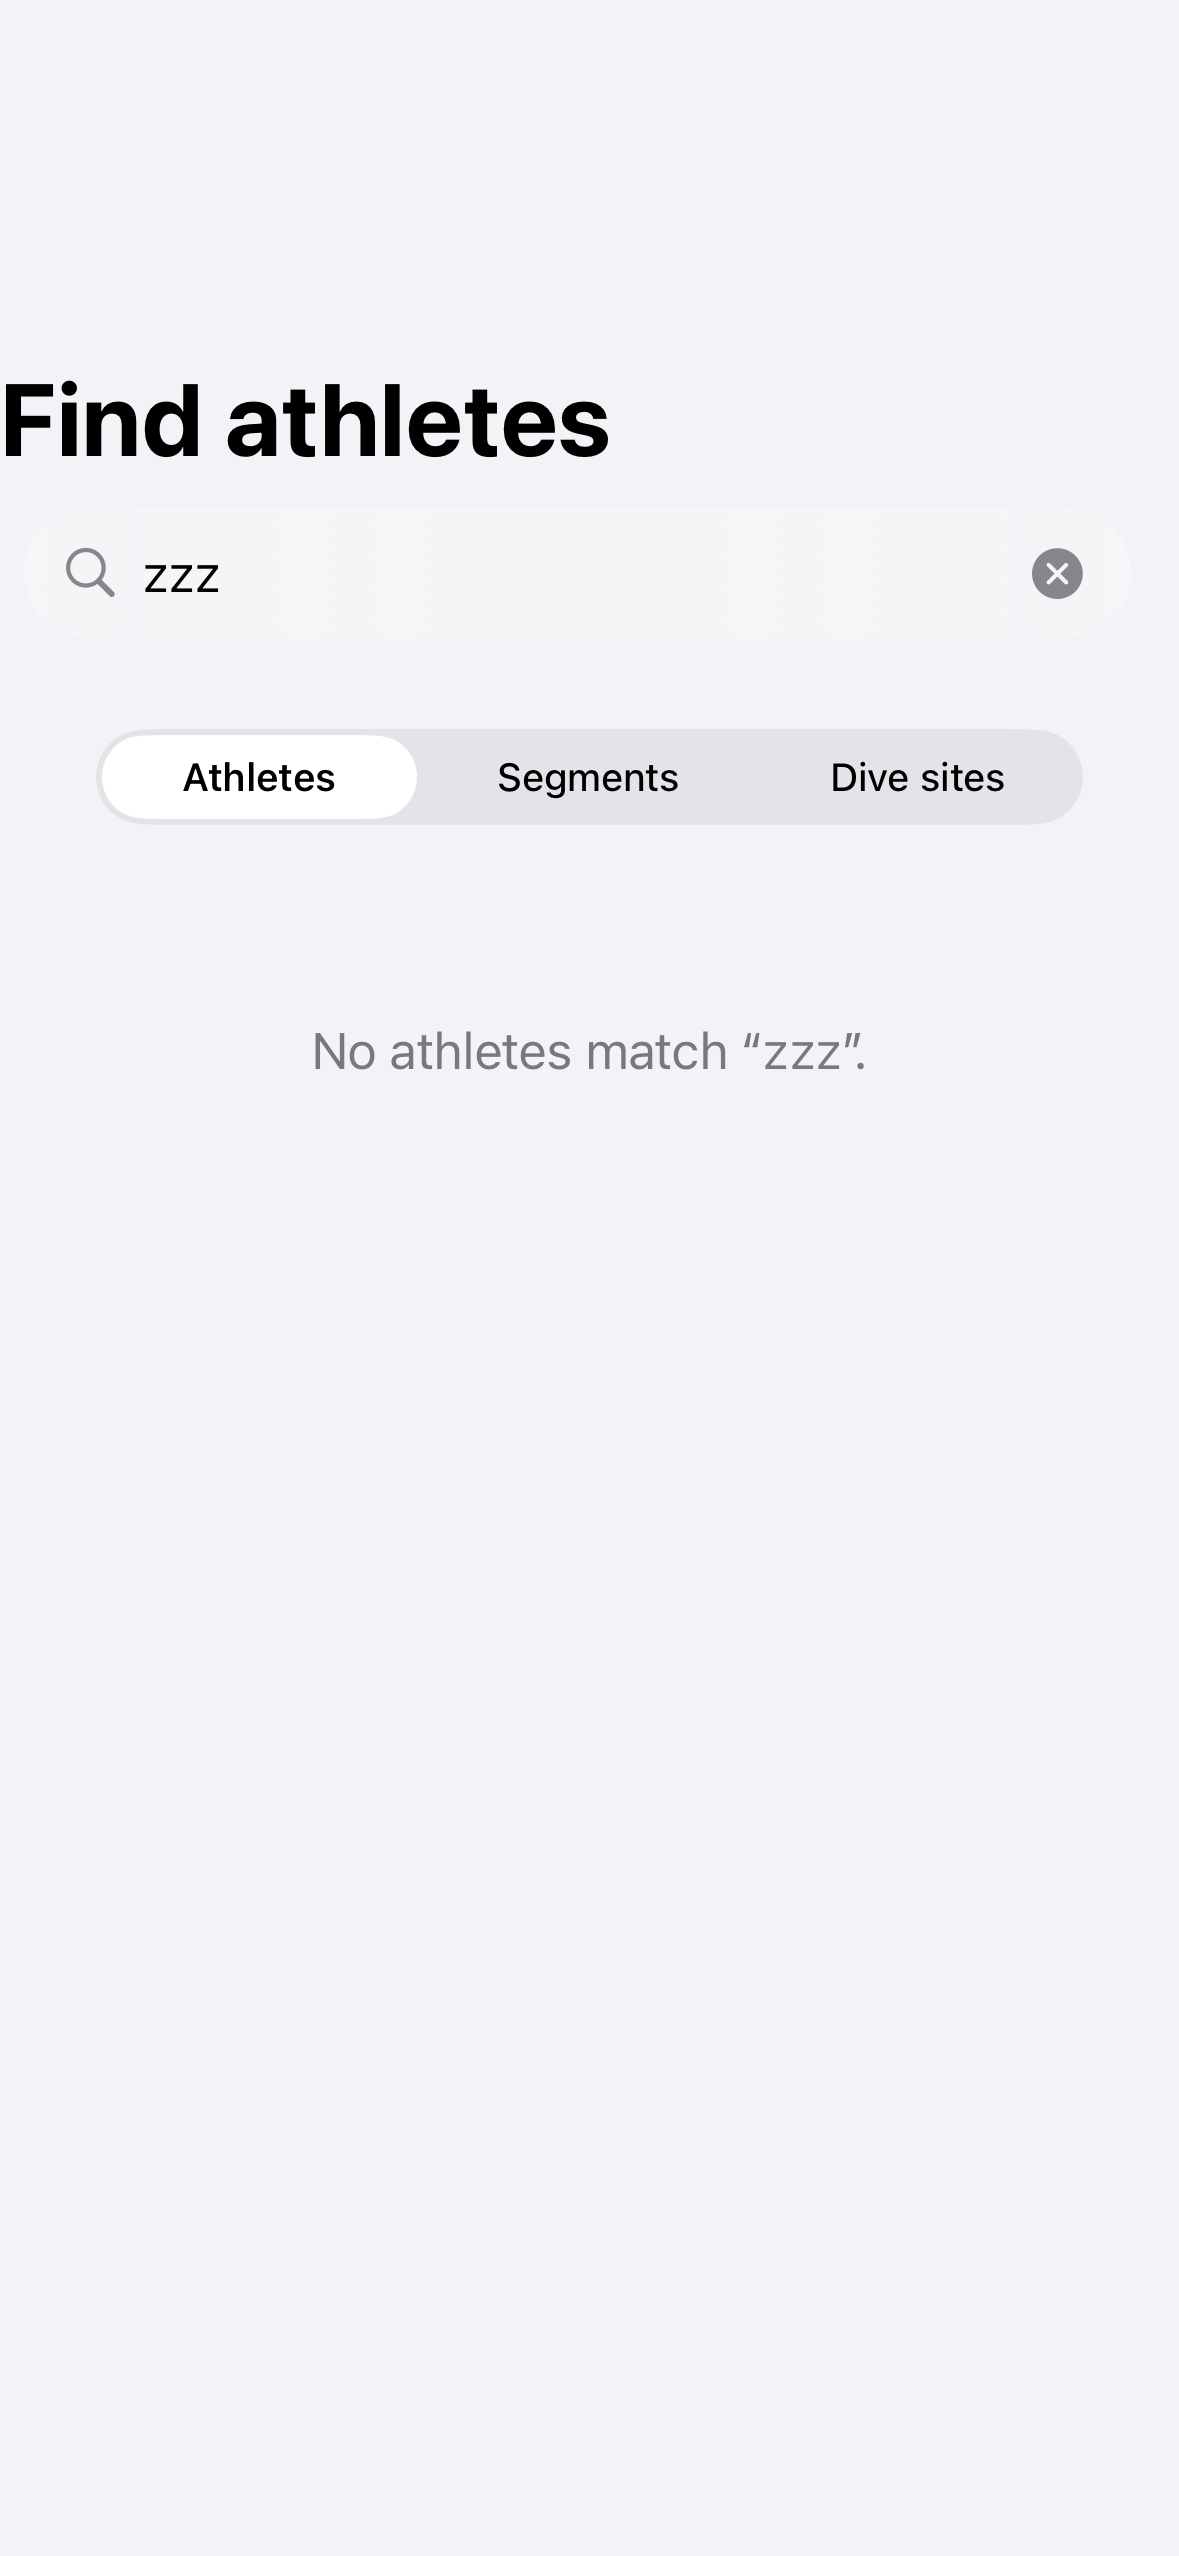 Find athletes
zzz
Athletes
Segments
Dive sites
No athletes match “zzz”.